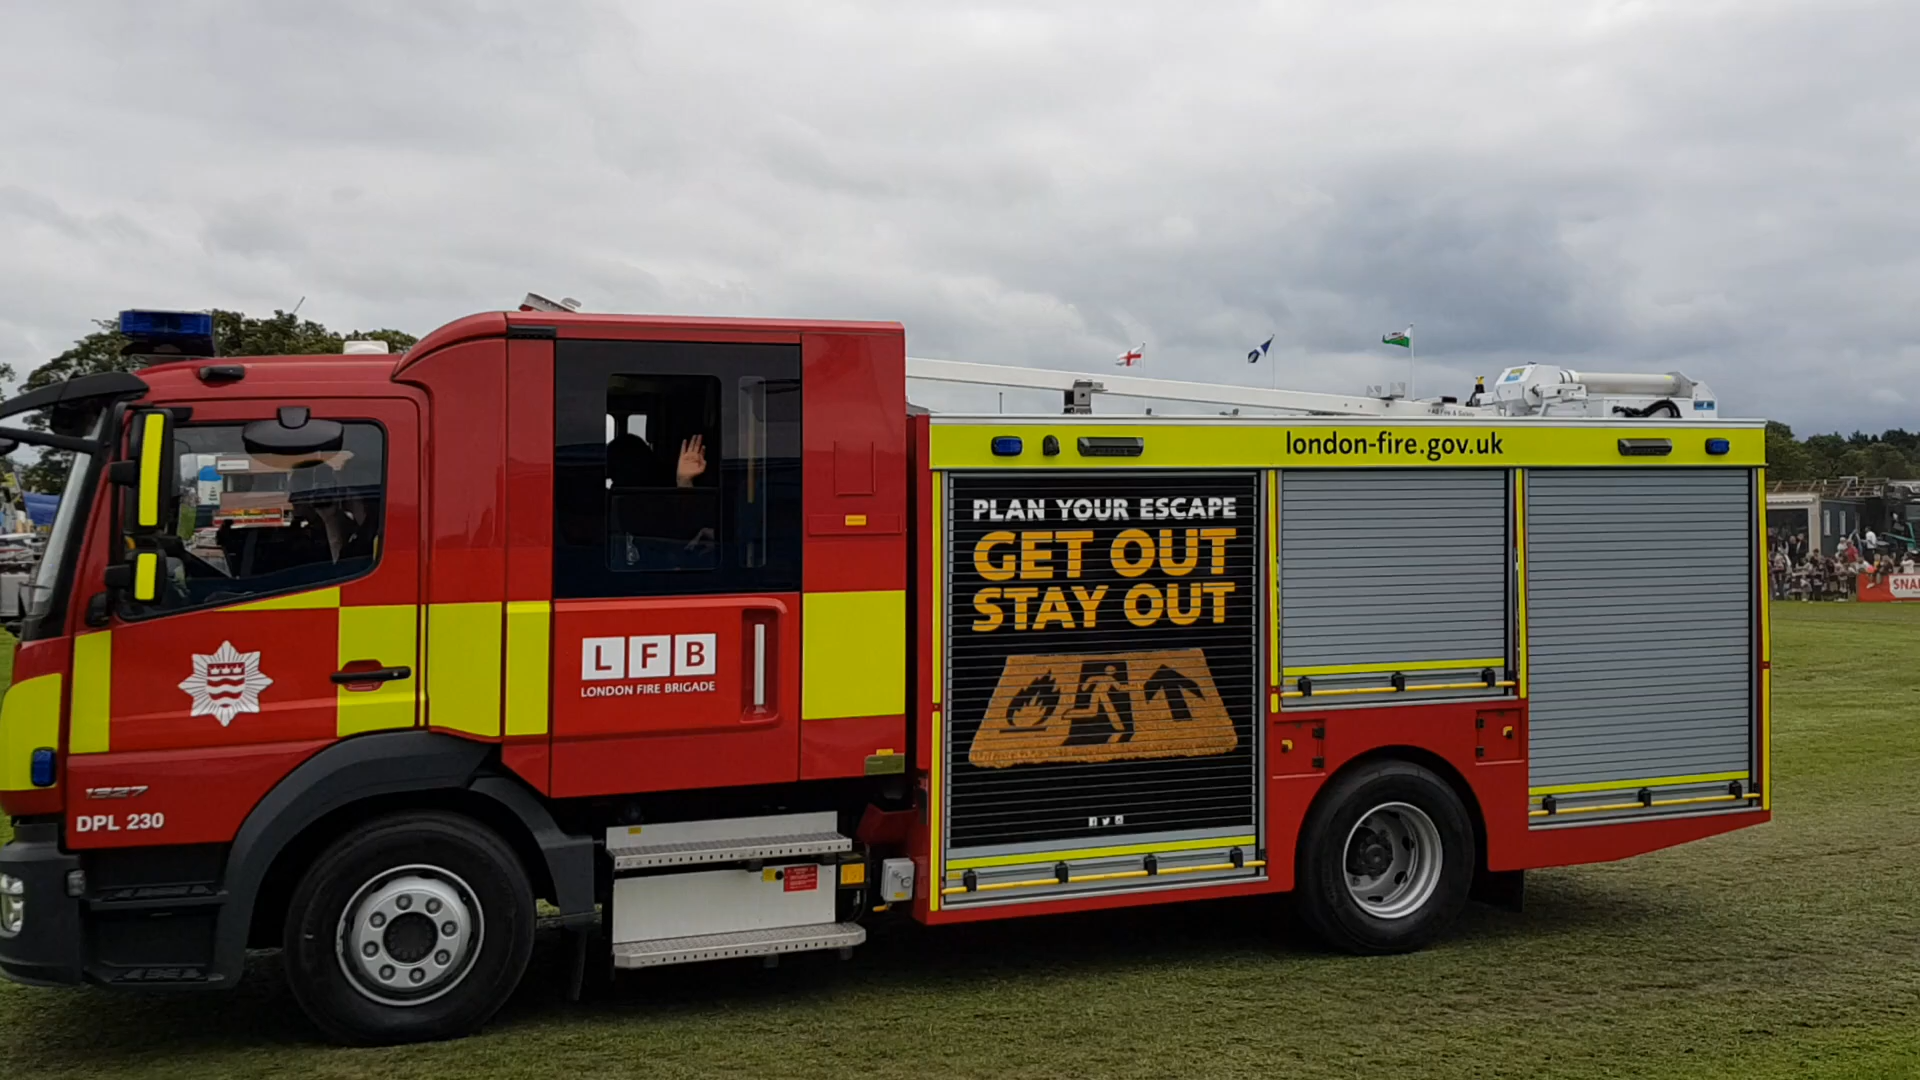 london-fire.gov.uk
PLAN YOUR ESCAPE
GET OUT
STAY OUT
LFB
LONDON FIRE BRIGADE
1327
DPL 230